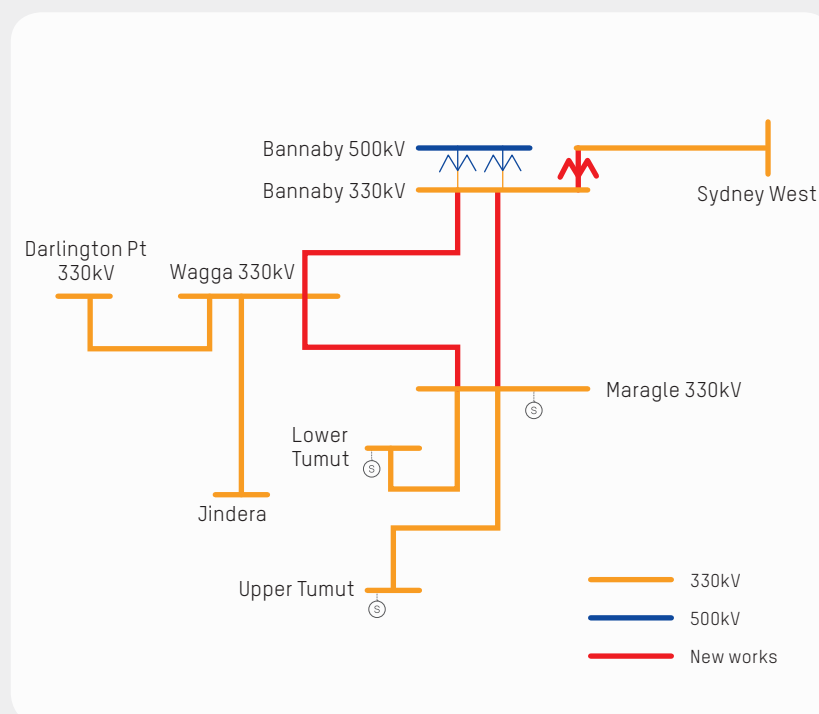 Bannaby 500kV
Bannaby 330kV
Sydney West
Darlington Pt
330kV
Wagga 330kV
Maragle 330kV
S
Lower
Tumut
S
Jindera
Upper Tumut
S
330kV
500kV
New works